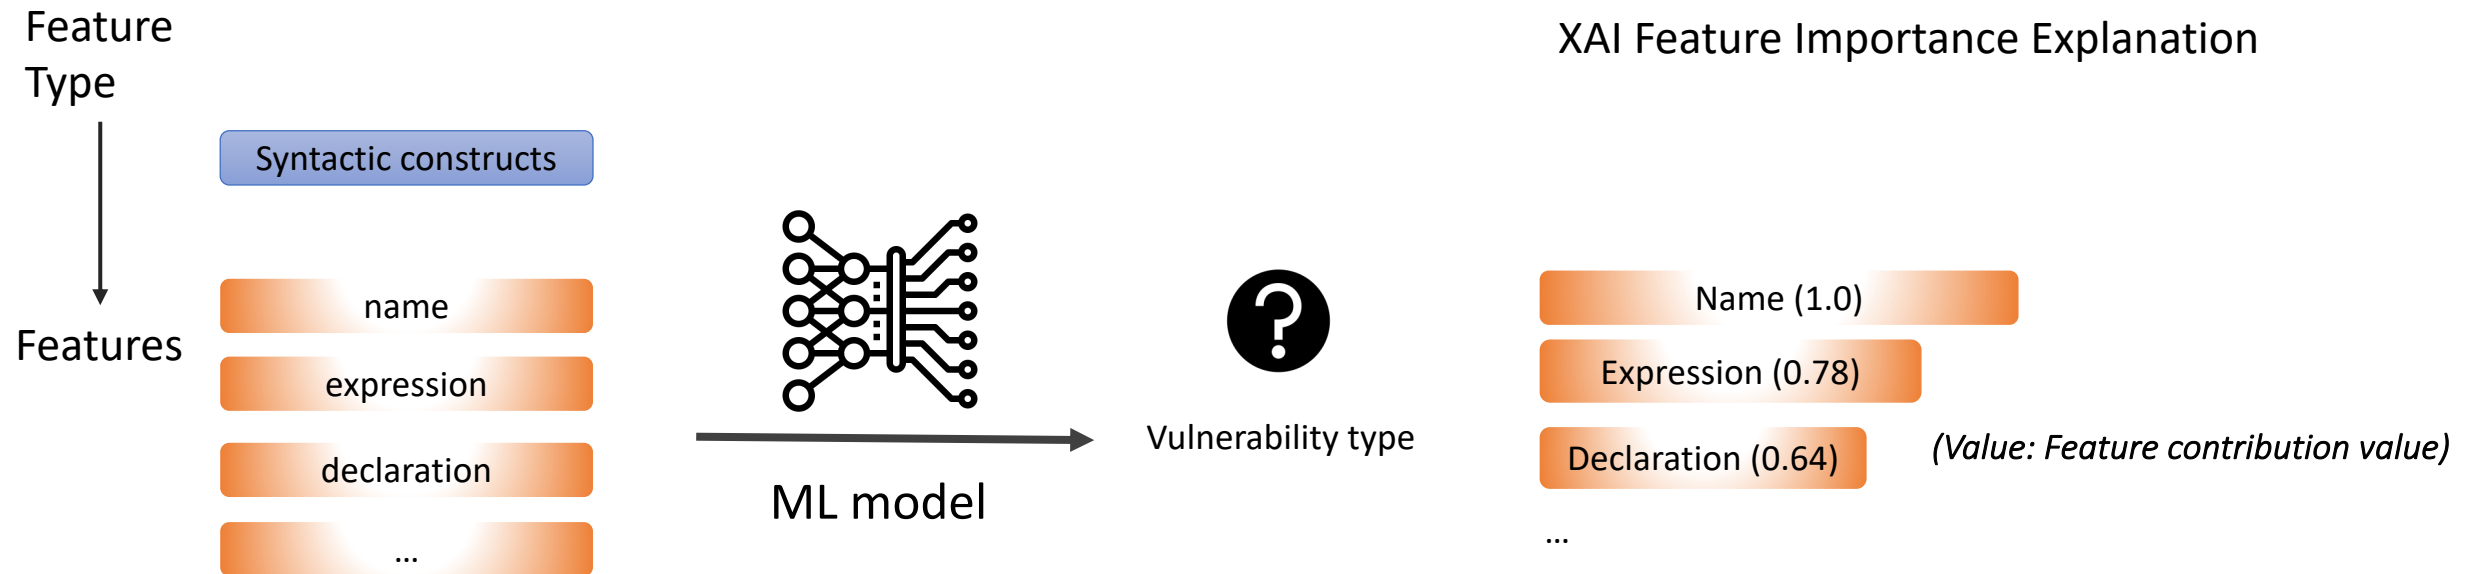 Feature
Type
Syntactic constructs
Features
name
expression
declaration
...
ML model
Vulnerability type
XAI Feature Importance Explanation
Name (1.0)
Expression (0.78)
Declaration (0.64)
(Value: Feature contribution value)
...